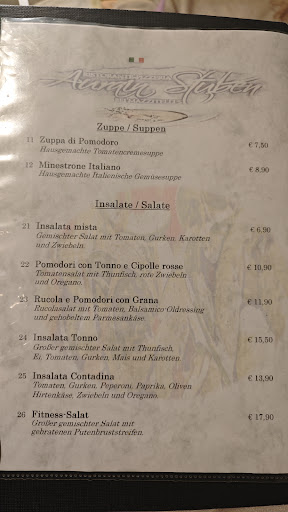 Stuben
Zuppe / Suppen
11 Zuppa di Pomodoro € 7,50
Hausgemachte Tomatencremesuppe
12 Minestrone Italiano € 8,90
Hausgemachte Italienische Gemüsesuppe
Insalate / Salate
21 Insalata mista € 6,90
Gemischter Salat mit Tomaten, Gurken, Karotten
und Zwiebeln.
22 Pomodori con Tonno e Cipolle rosse € 10,90
Tomatensalat mit Thunfisch, rote Zwiebeln
und Oregano.
23 Rucola e Pomodori con Grana € 11,90
Rucolasalat mit Tomaten, Balsamico Öldressing
und gehobeltem Parmesankäse.
24 Insalata Tonno € 15,50
Großer gemischter Salat mit Thunfisch,
Ei, Tomaten, Gurken, Mais und Karotten.
25 Insalata Contadina € 13,90
Tomaten, Gurken, Peperoni, Paprika, Oliven
Hirtenkäse, Zwiebeln und Oregano.
26 Fitness-Salat € 17,90
Großer gemischter Salat mit
gebratenen Putenbruststreifen.